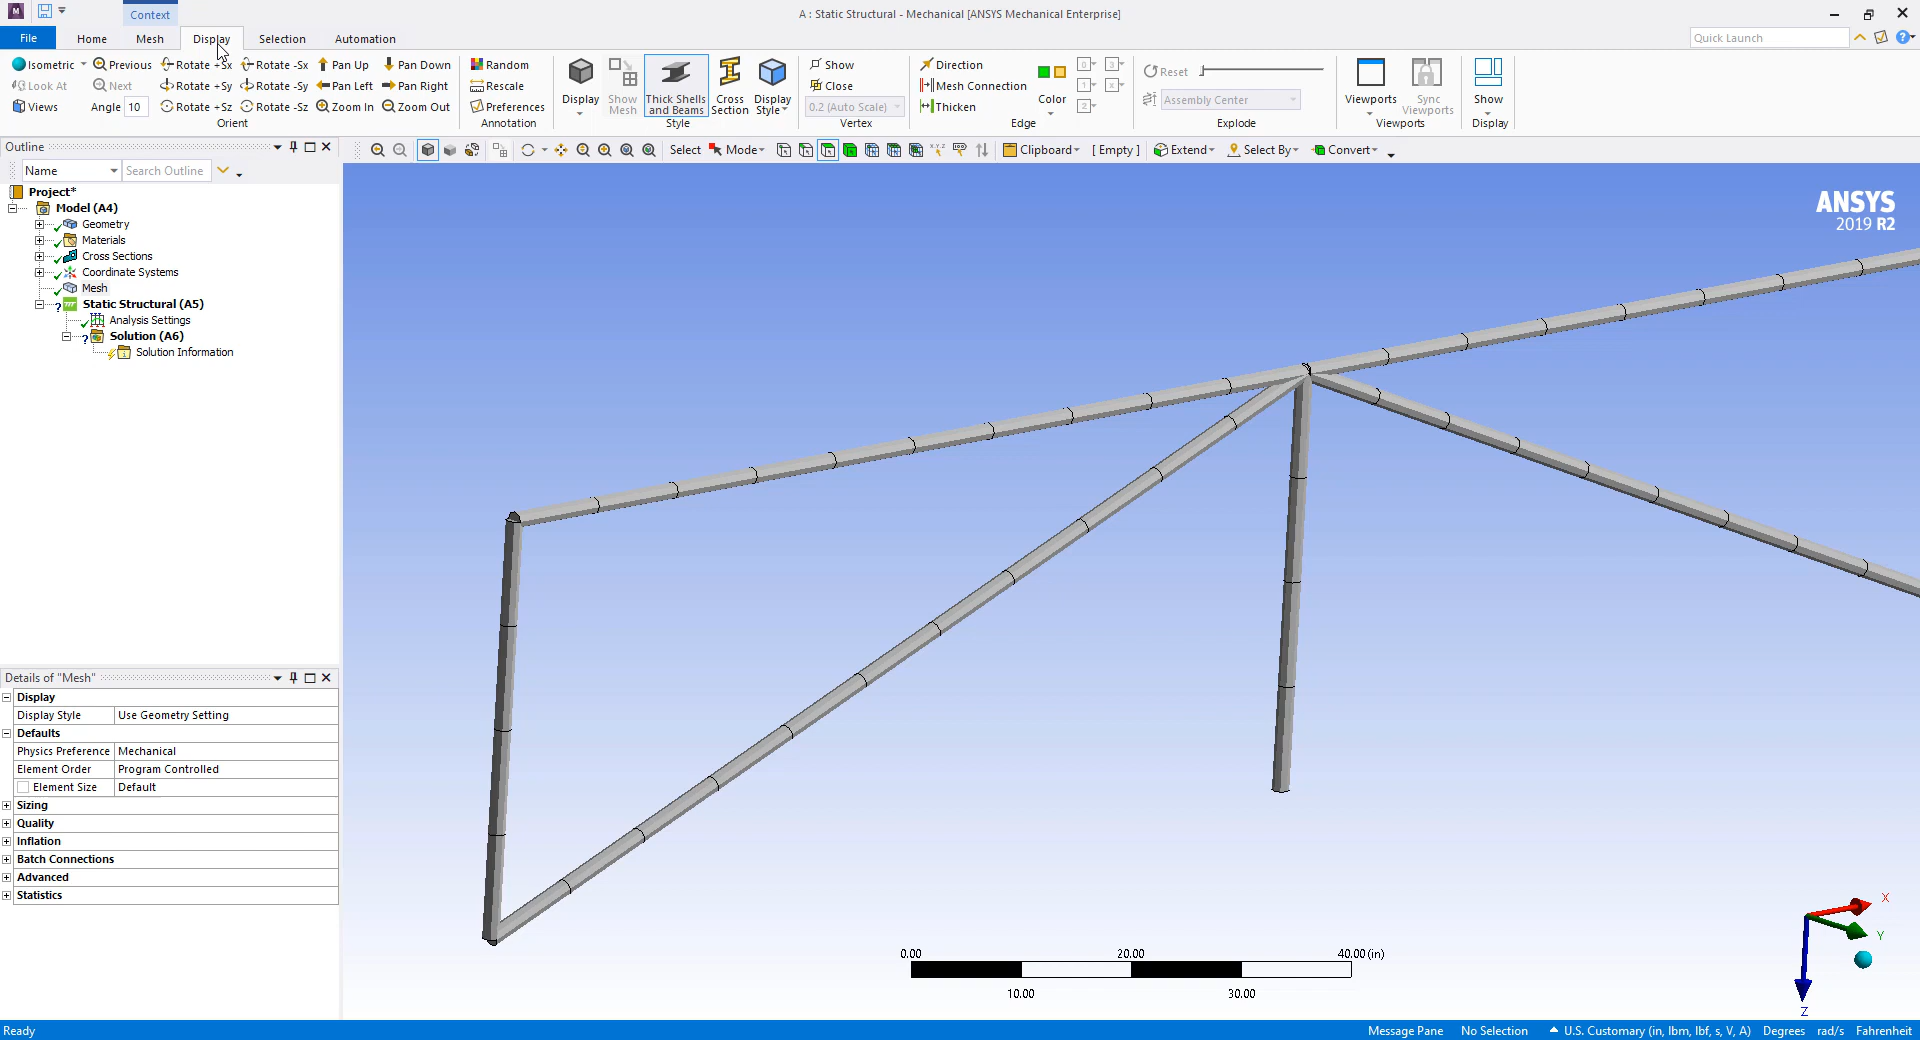 Context
A : Static Structural - Mechanical [ANSYS Mechanical Enterprise]
File Home Mesh Display Selection Automation
Quick Launch
Isometric Previous Rotate +Sx Rotate -Sx Pan Up Pan Down
Look At Next Rotate +Sy Rotate -Sy Pan Left Pan Right
Views Angle 10 Rotate +Sz Rotate -Sz Zoom In Zoom Out
Orient
Random
Rescale
Preferences
Annotation
Display
Show Mesh
Thick Shells and Beams
Cross Section
Display Style
Style
Show
Close
0.2 (Auto Scale)
Vertex
Direction
Mesh Connection
Thicken
Color
Edge
Reset
Assembly Center
Explode
Viewports
Sync Viewports
Viewports
Show
Display
Outline
Select Mode Clipboard [ Empty ] Extend Select By Convert
Name Search Outline
Project*
Model (A4)
Geometry
Materials
Cross Sections
Coordinate Systems
Mesh
Static Structural (A5)
Analysis Settings
Solution (A6)
Solution Information
ANSYS
2019 R2
Details of "Mesh"
Display
Display Style Use Geometry Setting
Defaults
Physics Preference Mechanical
Element Order Program Controlled
Element Size Default
Sizing
Quality
Inflation
Batch Connections
Advanced
Statistics
0.00 20.00 40.00 (in)
10.00 30.00
X
Y
Z
Ready
Message Pane No Selection U.S. Customary (in, lbm, lbf, s, V, A) Degrees rad/s Fahrenheit